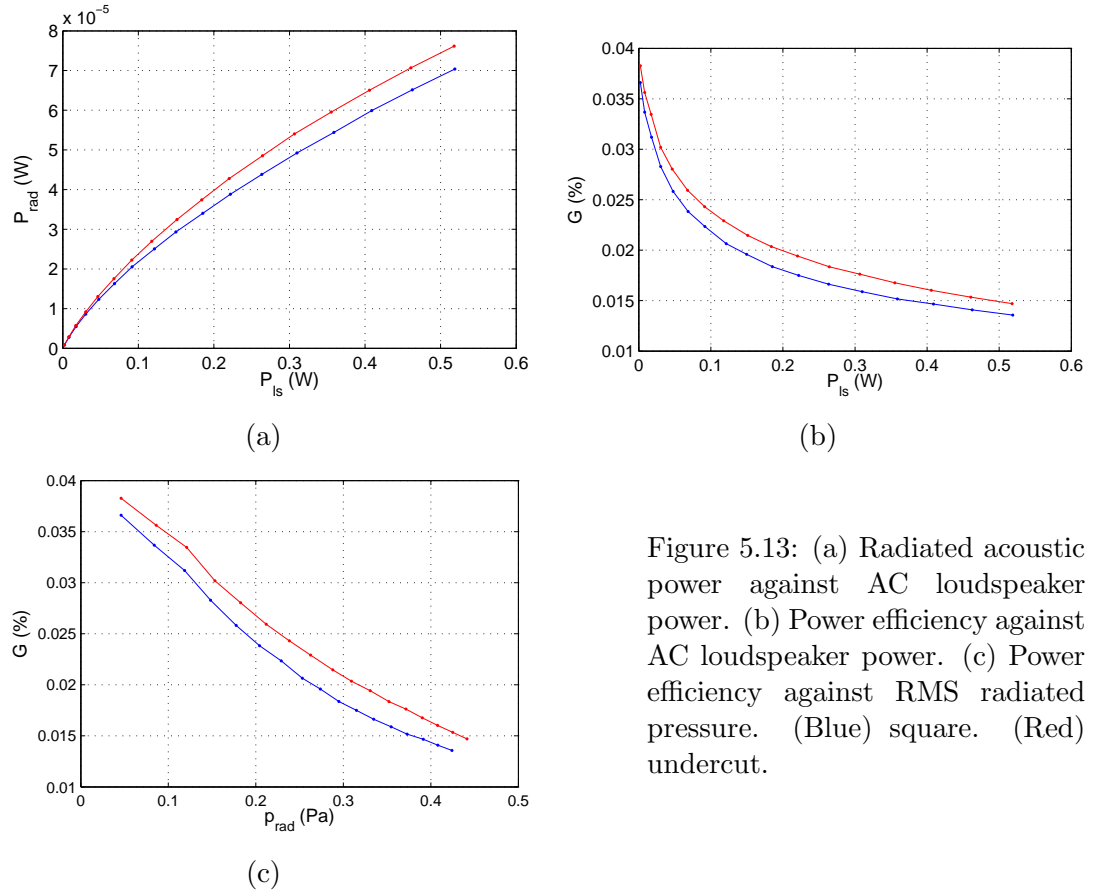 x 10⁻⁵
8
7
6
5
4
3
2
1
0
P_rad (W)
0 0.1 0.2 0.3 0.4 0.5 0.6
P_ls (W)
(a)
0.04
0.035
0.03
0.025
0.02
0.015
0.01
G (%)
0 0.1 0.2 0.3 0.4 0.5 0.6
P_ls (W)
(b)
0.04
0.035
0.03
0.025
0.02
0.015
0.01
G (%)
0 0.1 0.2 0.3 0.4 0.5
p_rad (Pa)
(c)
Figure 5.13: (a) Radiated acoustic
power against AC loudspeaker
power. (b) Power efficiency against
AC loudspeaker power. (c) Power
efficiency against RMS radiated
pressure. (Blue) square. (Red)
undercut.